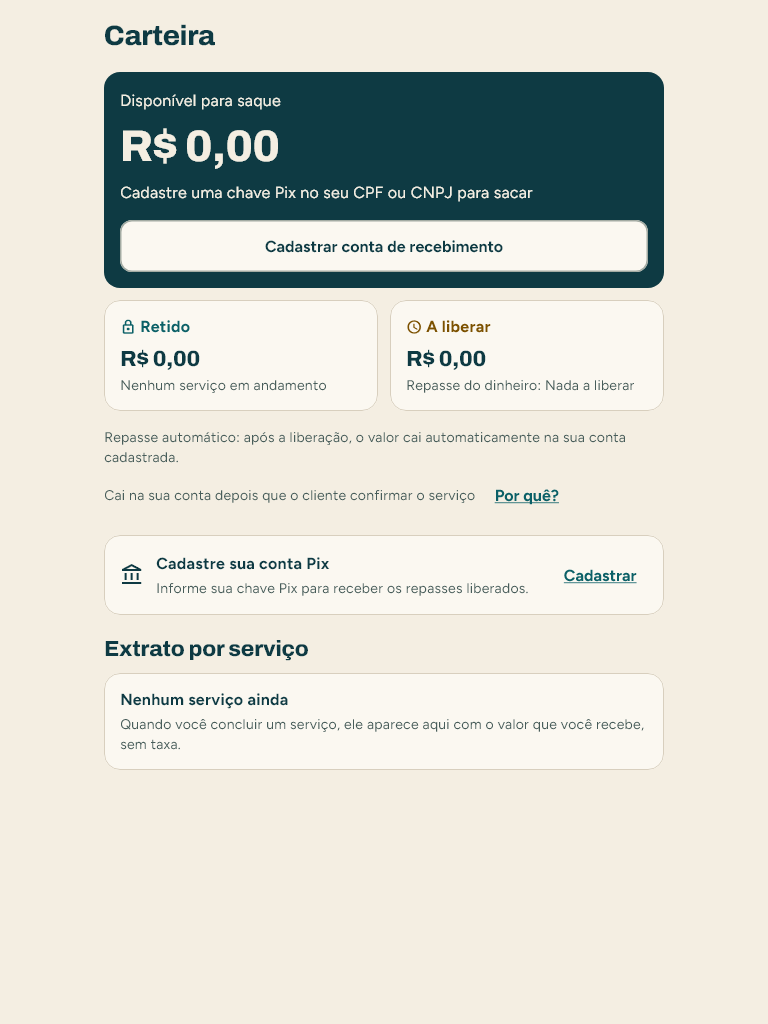 Carteira
Disponível para saque
R$ 0,00
Cadastre uma chave Pix no seu CPF ou CNPJ para sacar
Cadastrar conta de recebimento
Retido
R$ 0,00
Nenhum serviço em andamento
A liberar
R$ 0,00
Repasse do dinheiro: Nada a liberar
Repasse automático: após a liberação, o valor cai automaticamente na sua conta
cadastrada.
Cai na sua conta depois que o cliente confirmar o serviço Por quê?
Cadastre sua conta Pix
Informe sua chave Pix para receber os repasses liberados.
Cadastrar
Extrato por serviço
Nenhum serviço ainda
Quando você concluir um serviço, ele aparece aqui com o valor que você recebe,
sem taxa.